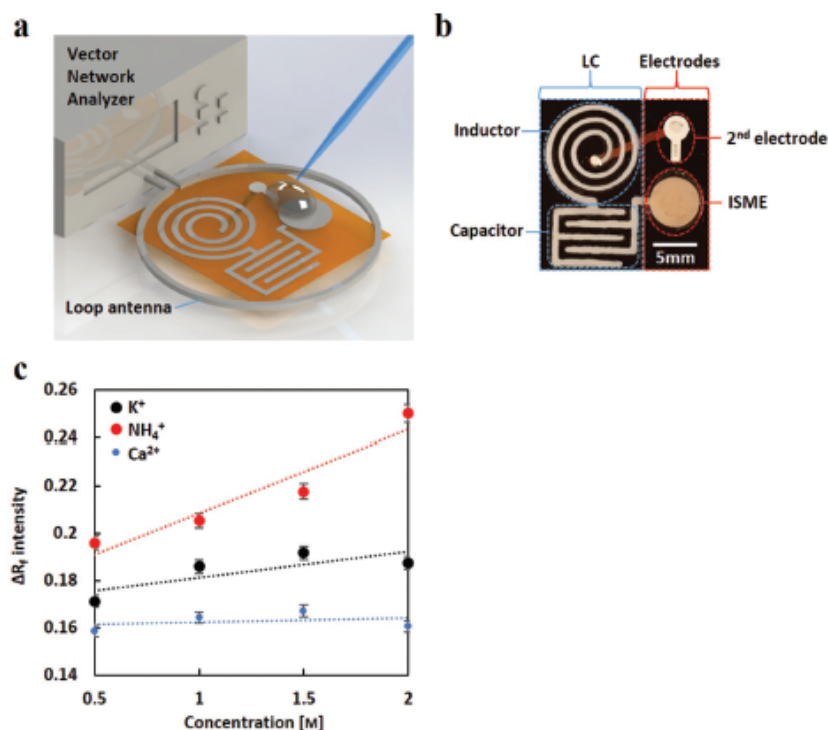 a
Vector
Network
Analyzer
Loop antenna
b
LC
Electrodes
Inductor
2nd electrode
ISME
Capacitor
5mm
c
0.26
K+
NH4+
Ca2+
0.24
0.22
0.2
0.18
0.16
0.14
ΔRf intensity
0.5
1
1.5
2
Concentration [M]